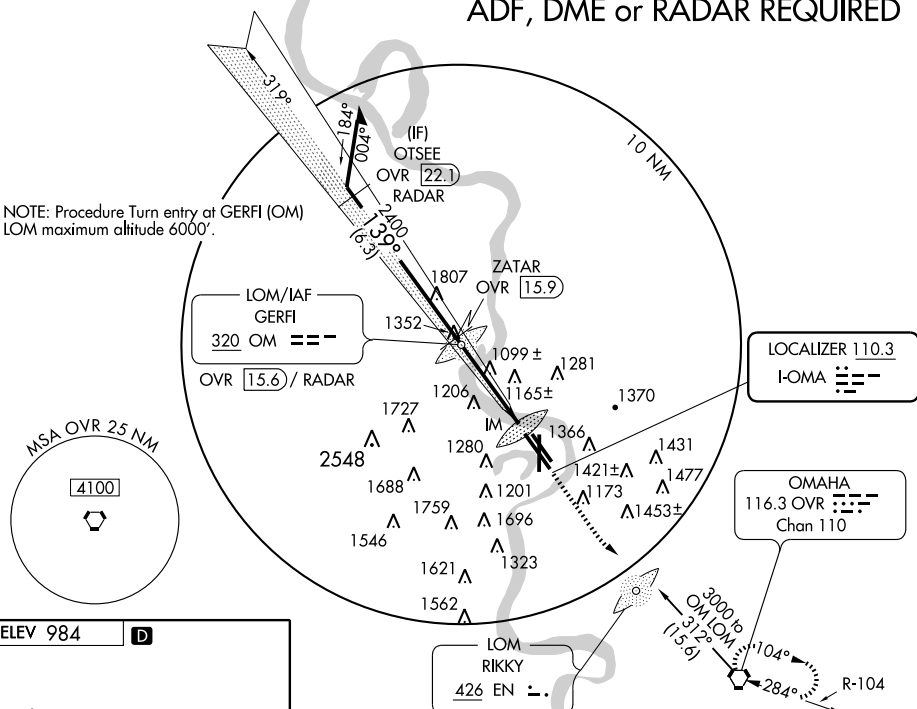 ADF, DME or RADAR REQUIRED
319°
184°
004°
(IF)
OTSEE
OVR 22.1
RADAR
10 NM
NOTE: Procedure Turn entry at GERFI (OM)
LOM maximum altitude 6000'.
2400
139°
(6.3)
ZATAR
OVR 15.9
1807
LOM/IAF
GERFI
320 OM
OVR 15.6 / RADAR
1352
1099 ±
1281
1165±
1206
1370
LOCALIZER 110.3
I-OMA
1727
IM
1366
2548
1280
1431
1421±
1688
1477
1201
1173
1759
1453±
1546
1696
1323
1621
1562
MSA OVR 25 NM
4100
OMAHA
116.3 OVR
Chan 110
3000 to
OM LOM
312°
(15.6)
104°
284°
R-104
ELEV 984 D
LOM
RIKKY
426 EN